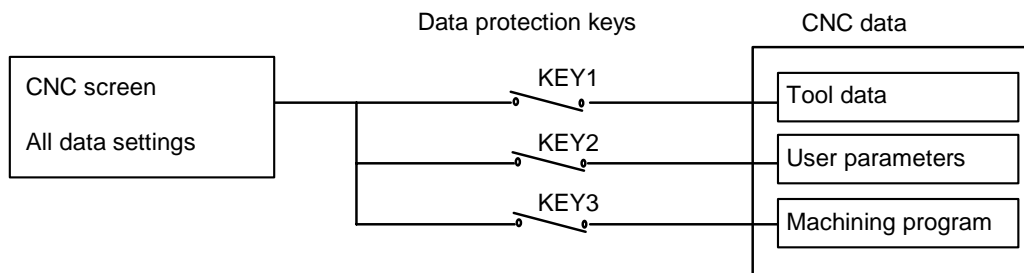 Data protection keys
CNC data
CNC screen
All data settings
KEY1
Tool data
KEY2
User parameters
KEY3
Machining program